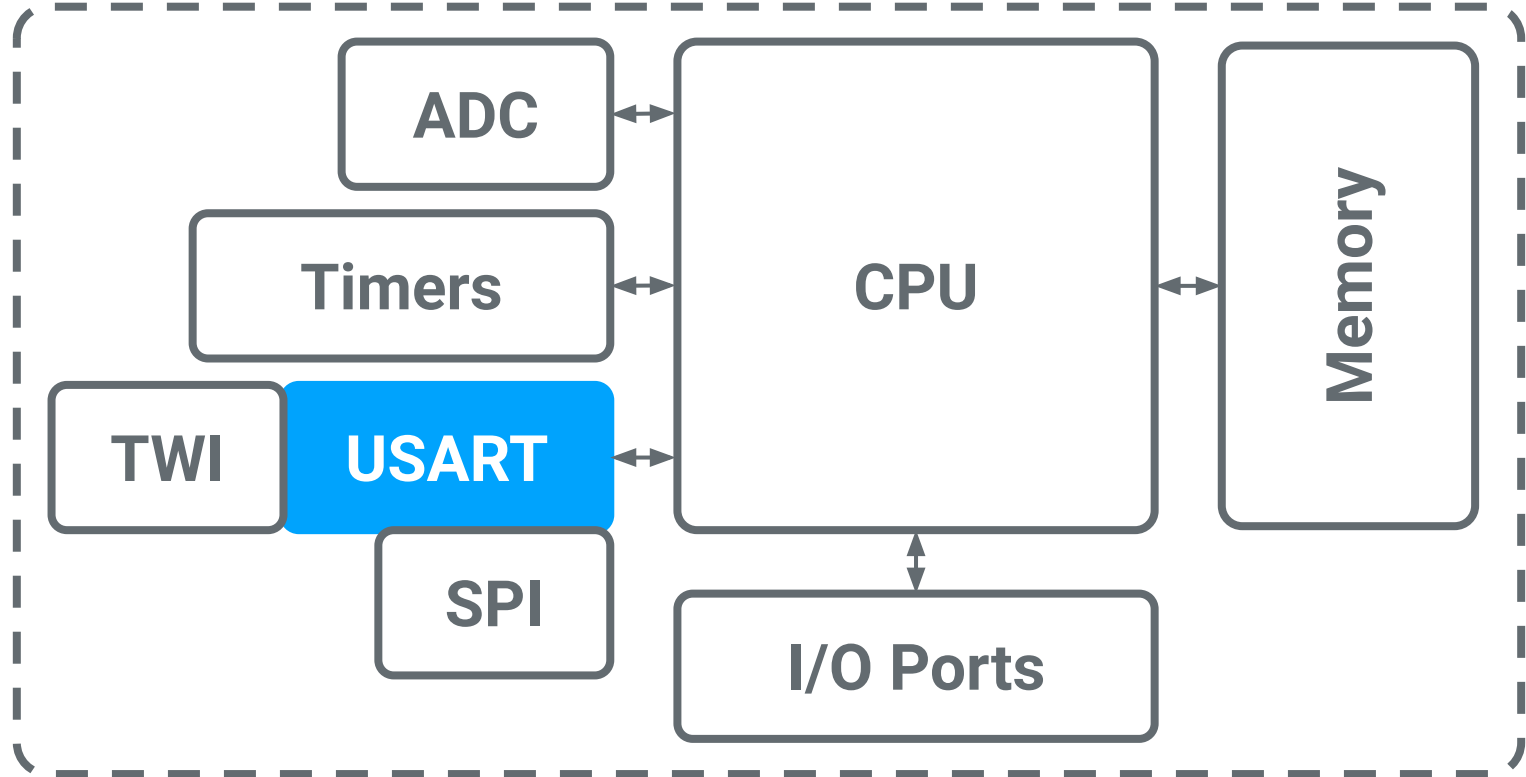 ADC
Timers
TWI
USART
SPI
CPU
I/O Ports
Memory